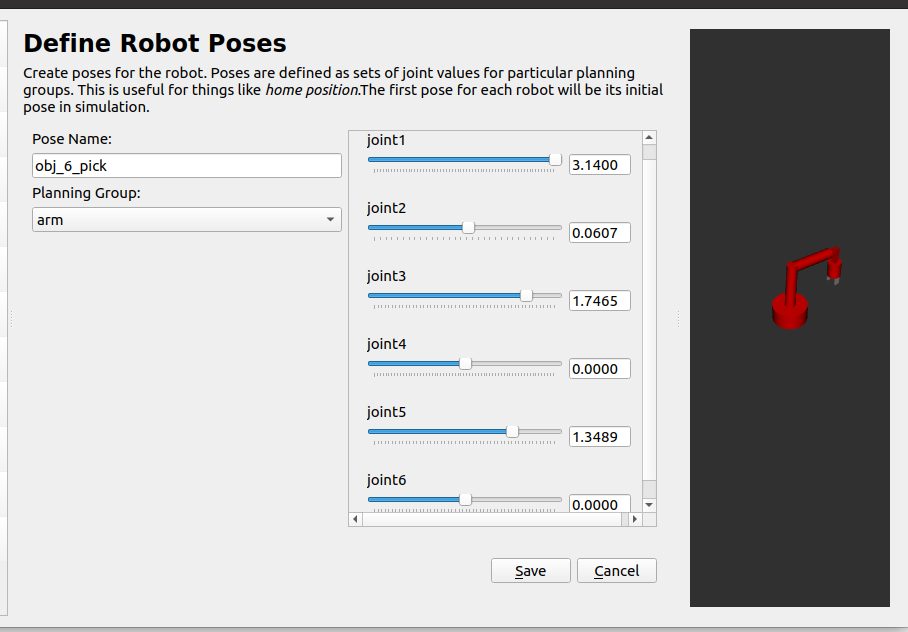 Define Robot Poses
Create poses for the robot. Poses are defined as sets of joint values for particular planning
groups. This is useful for things like home position.The first pose for each robot will be its initial
pose in simulation.
Pose Name:
obj_6_pick
Planning Group:
arm
joint1
3.1400
joint2
0.0607
joint3
1.7465
joint4
0.0000
joint5
1.3489
joint6
0.0000
Save
Cancel